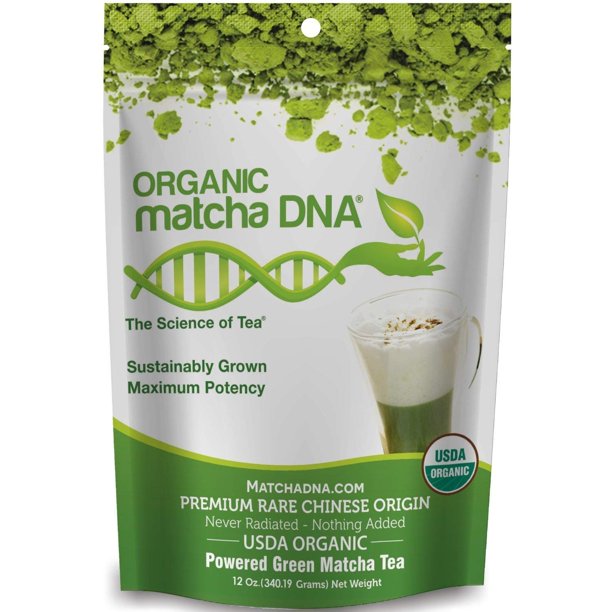 ORGANIC
matcha DNA®
The Science of Tea®
Sustainably Grown
Maximum Potency
USDA
ORGANIC
MATCHADNA.COM
PREMIUM RARE CHINESE ORIGIN
Never Radiated - Nothing Added
USDA ORGANIC
Powered Green Matcha Tea
12 Oz.(340.19 Grams) Net Weight